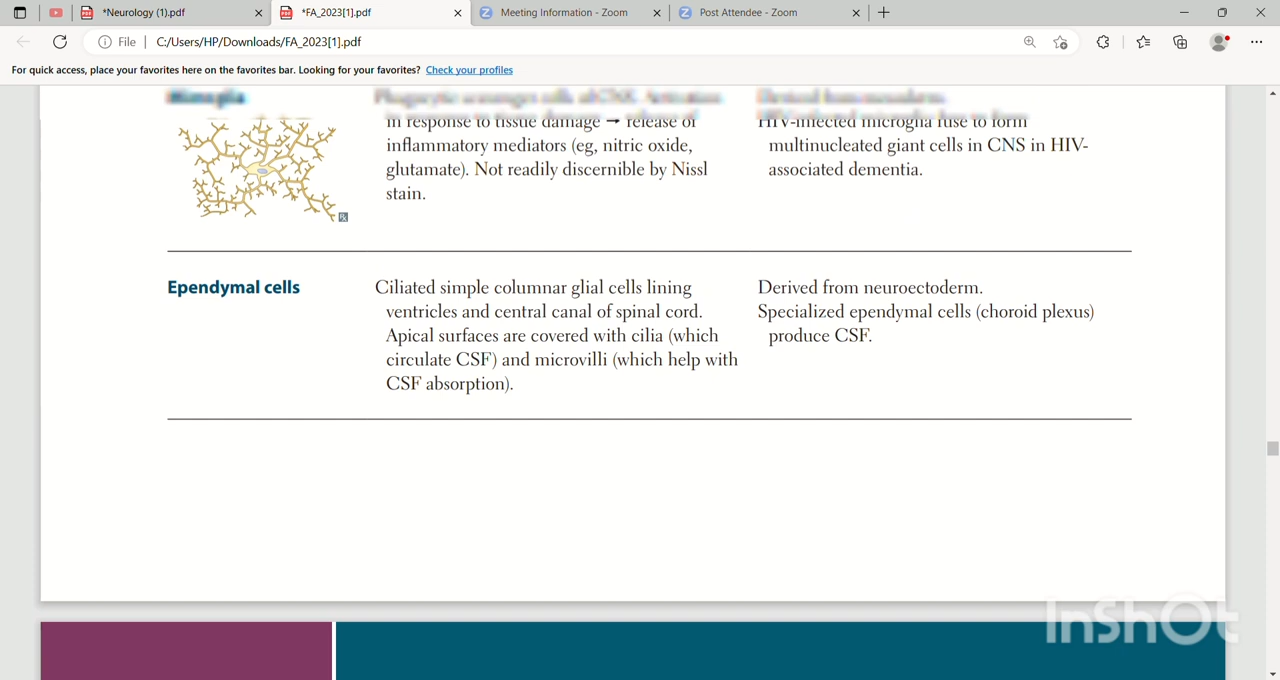 *Neurology (1).pdf
*FA_2023[1].pdf
Meeting Information - Zoom
Post Attendee - Zoom
File
C:/Users/HP/Downloads/FA_2023[1].pdf
For quick access, place your favorites here on the favorites bar. Looking for your favorites? Check your profiles
in response to tissue damage → release of
inflammatory mediators (eg, nitric oxide,
glutamate). Not readily discernible by Nissl
stain.
HIV-infected microglia fuse to form
multinucleated giant cells in CNS in HIV-
associated dementia.
Ependymal cells
Ciliated simple columnar glial cells lining
ventricles and central canal of spinal cord.
Apical surfaces are covered with cilia (which
circulate CSF) and microvilli (which help with
CSF absorption).
Derived from neuroectoderm.
Specialized ependymal cells (choroid plexus)
produce CSF.
InShOt